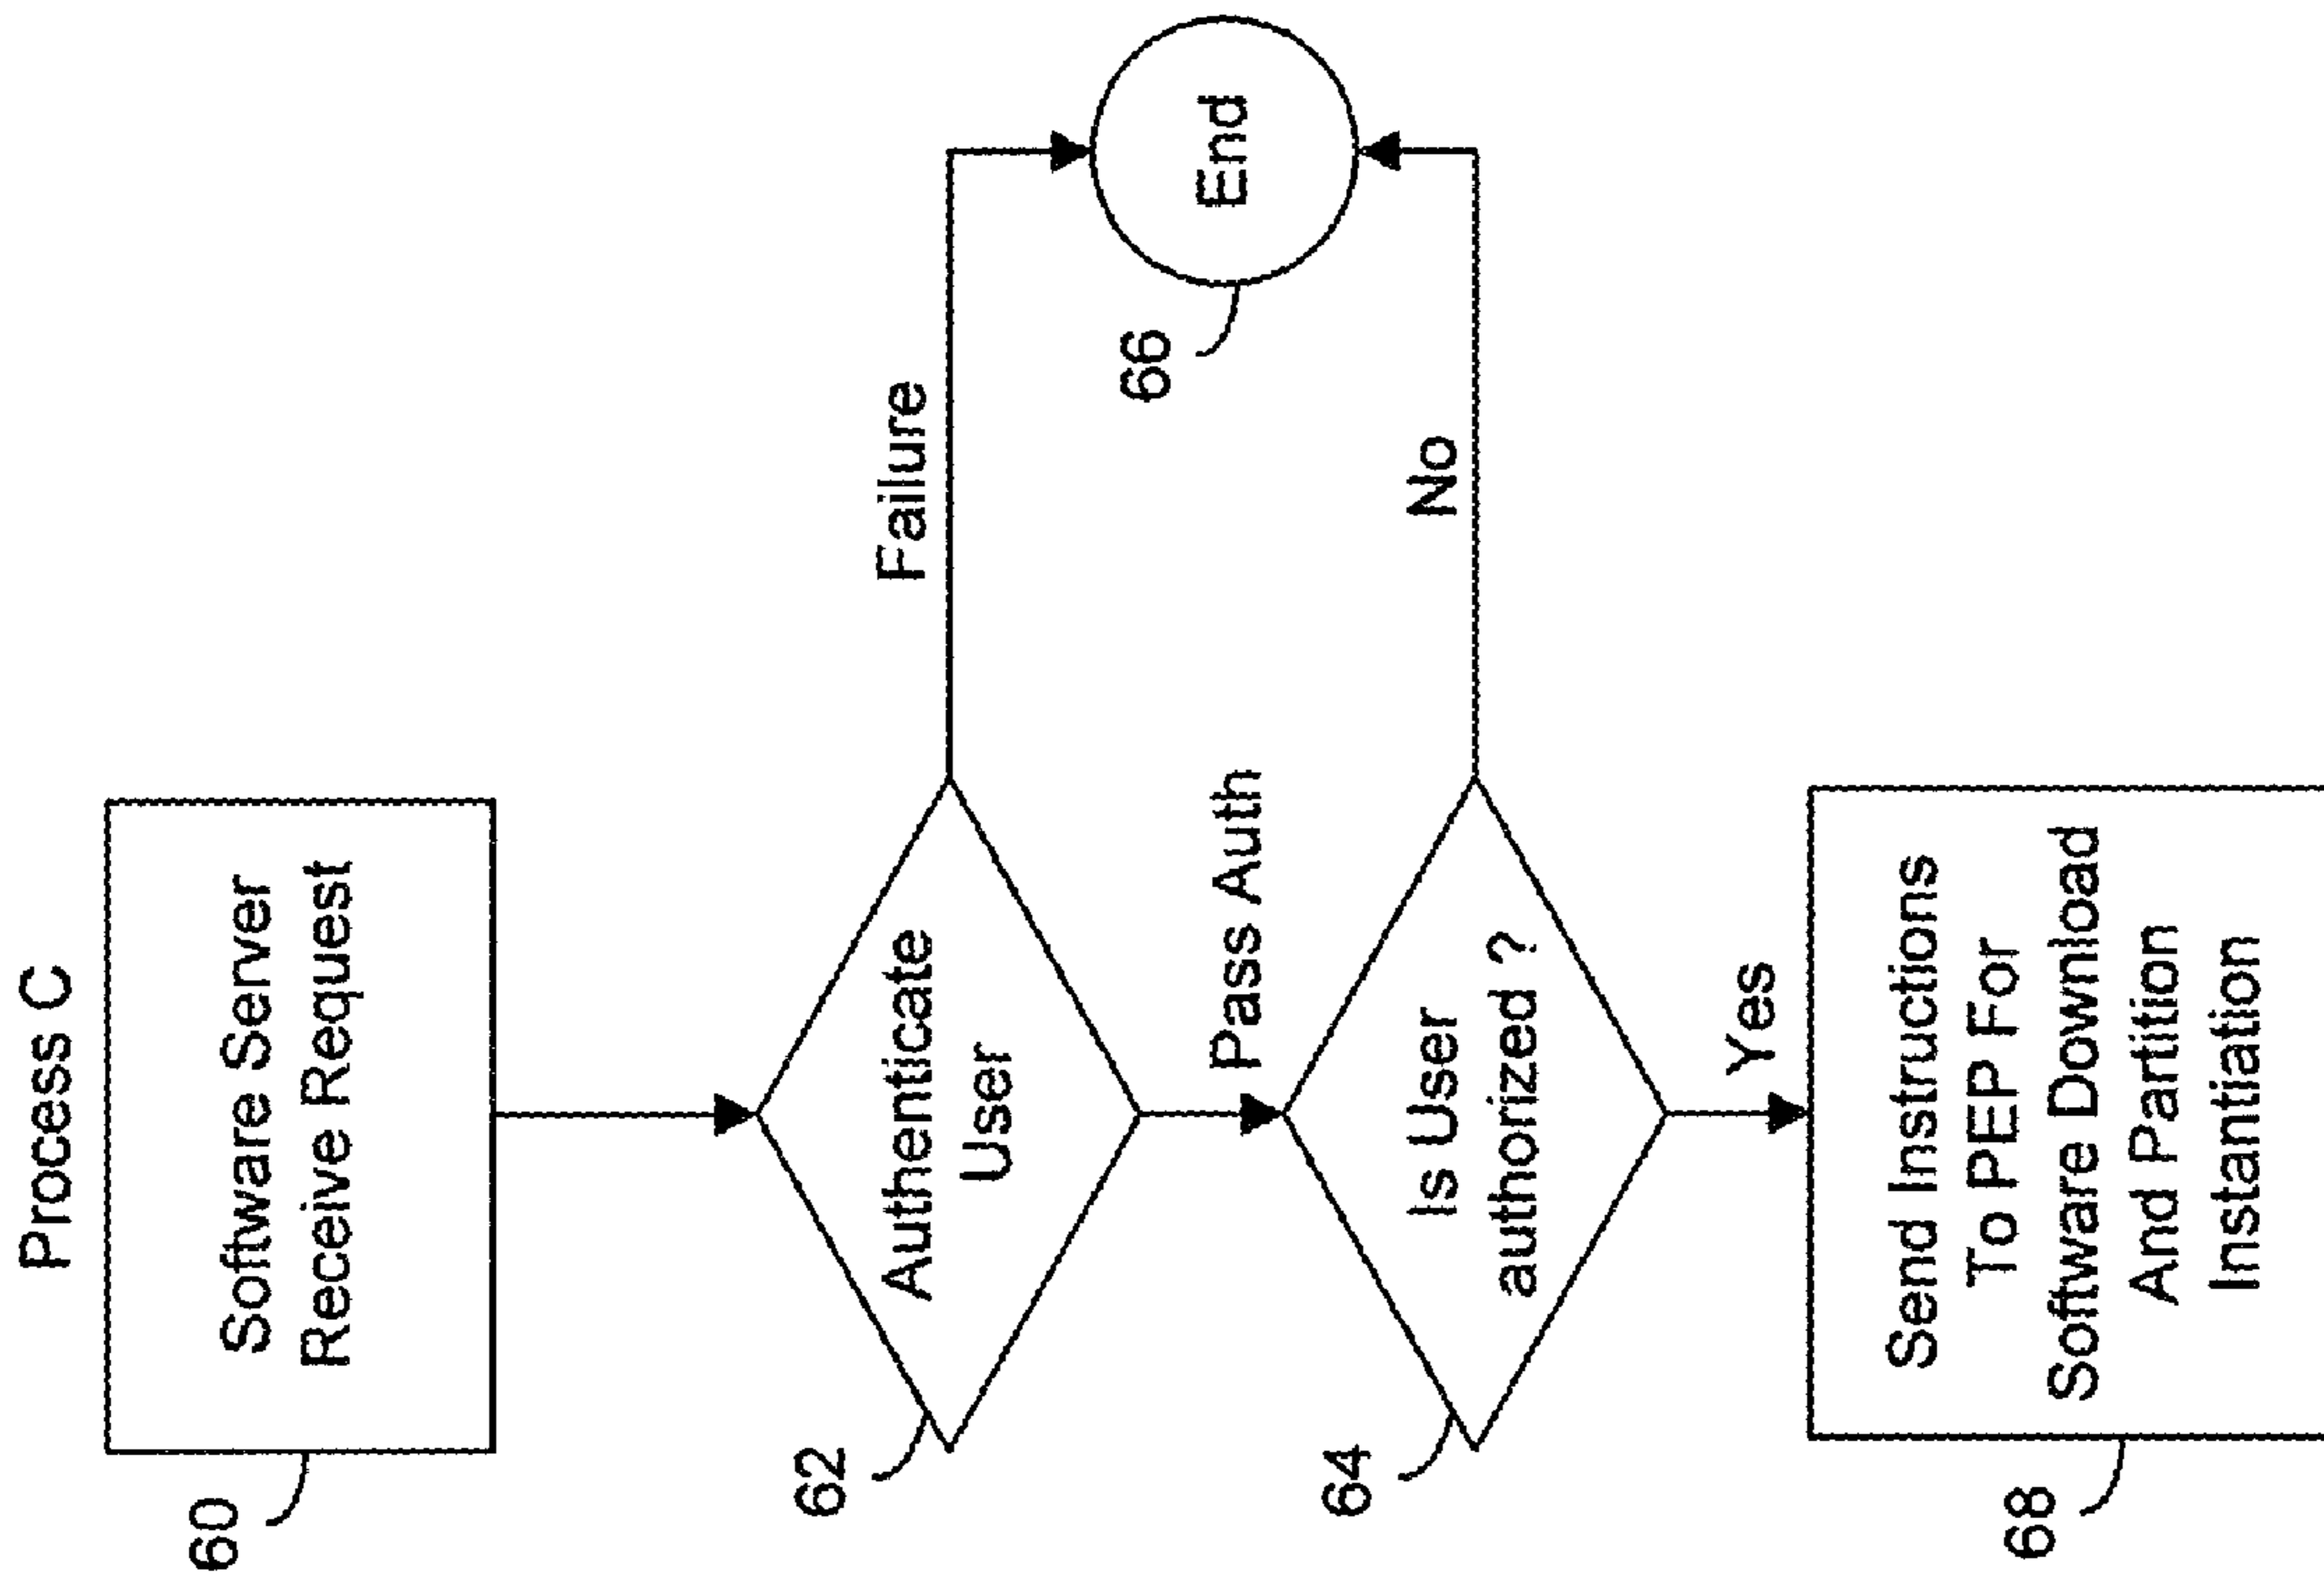 Process C
Software Server
Receive Request
60
Authenticate
User
62
Failure
Pass Auth
Is User
authorized ?
64
No
End
66
Yes
Send Instructions
To PEP For
Software Download
And Partition
Instantiation
68